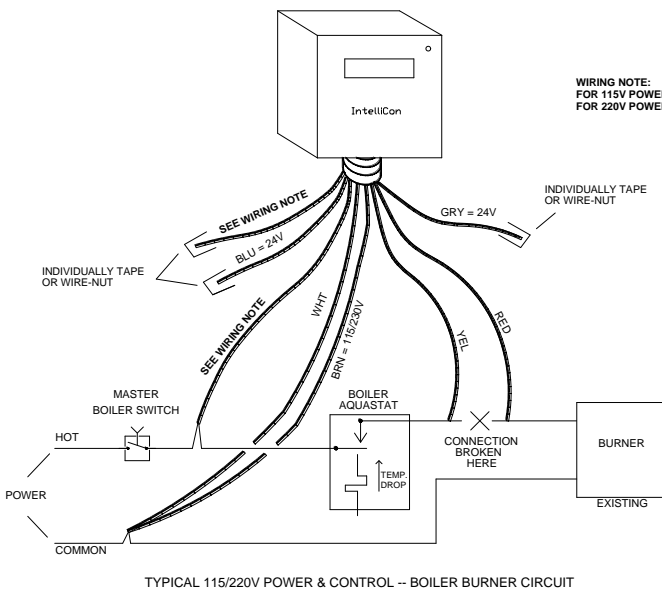 IntelliCon
WIRING NOTE:
FOR 115V POWER
FOR 220V POWER
INDIVIDUALLY TAPE
OR WIRE-NUT
GRY = 24V
SEE WIRING NOTE
BLU = 24V
INDIVIDUALLY TAPE
OR WIRE-NUT
SEE WIRING NOTE
WHT
BRN = 115/230V
YEL
RED
MASTER
BOILER SWITCH
BOILER
AQUASTAT
HOT
CONNECTION
BROKEN
HERE
BURNER
TEMP.
DROP
POWER
EXISTING
COMMON
TYPICAL 115/220V POWER & CONTROL -- BOILER BURNER CIRCUIT